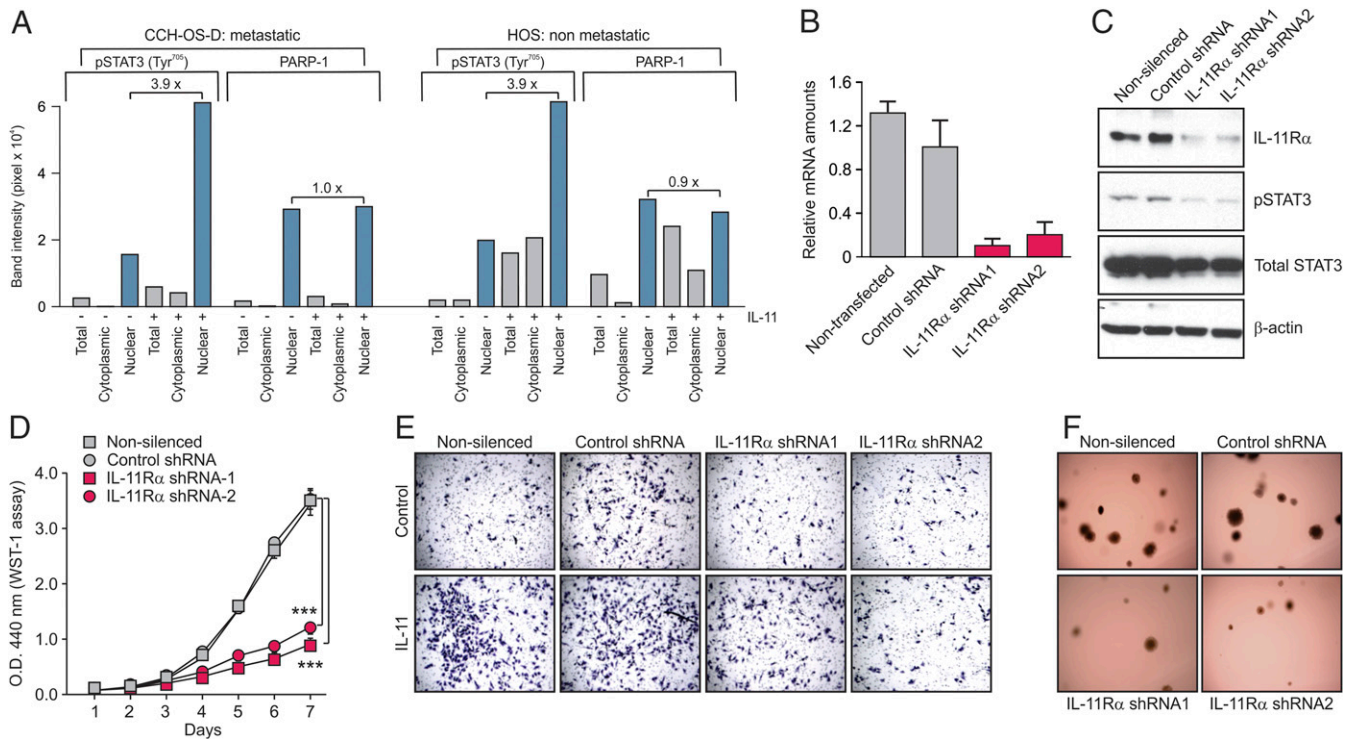 A
CCH-OS-D: metastatic
HOS: non metastatic
pSTAT3 (Tyr⁷⁰⁵)
PARP-1
pSTAT3 (Tyr⁷⁰⁵)
PARP-1
3.9 x
1.0 x
3.9 x
0.9 x
Band intensity (pixel x 10⁴)
6
4
2
0
- - - + + + - - - + + + - - - + + + - - - + + + IL-11
Total Cytoplasmic Nuclear Total Cytoplasmic Nuclear Total Cytoplasmic Nuclear Total Cytoplasmic Nuclear Total Cytoplasmic Nuclear Total Cytoplasmic Nuclear Total Cytoplasmic Nuclear Total Cytoplasmic Nuclear
B
Relative mRNA amounts
1.6
1.2
0.8
0.4
0
Non-transfected
Control shRNA
IL-11Rα shRNA1
IL-11Rα shRNA2
C
Non-silenced
Control shRNA
IL-11Rα shRNA1
IL-11Rα shRNA2
IL-11Rα
pSTAT3
Total STAT3
β-actin
D
Non-silenced
Control shRNA
IL-11Rα shRNA-1
IL-11Rα shRNA-2
O.D. 440 nm (WST-1 assay)
4.0
3.0
2.0
1.0
0.0
***
***
1 2 3 4 5 6 7
Days
E
Non-silenced Control shRNA IL-11Rα shRNA1 IL-11Rα shRNA2
Control
IL-11
F
Non-silenced Control shRNA
IL-11Rα shRNA1 IL-11Rα shRNA2